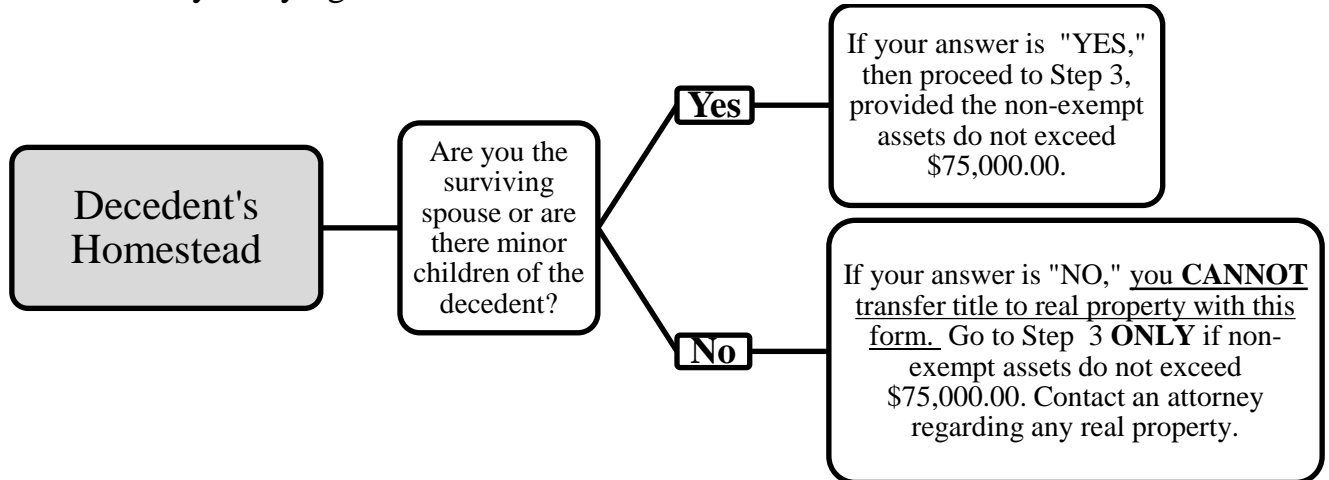 Decedent's
Homestead
Are you the
surviving
spouse or are
there minor
children of the
decedent?
Yes
If your answer is "YES,"
then proceed to Step 3,
provided the non-exempt
assets do not exceed
$75,000.00.
No
If your answer is "NO," you CANNOT
transfer title to real property with this
form. Go to Step 3 ONLY if non-
exempt assets do not exceed
$75,000.00. Contact an attorney
regarding any real property.